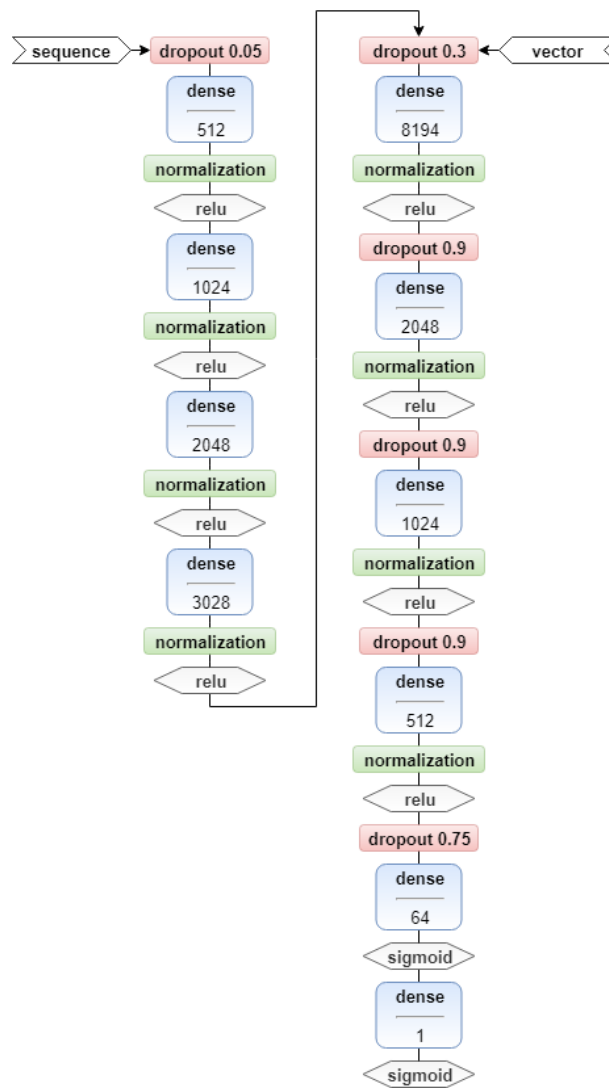 sequence
dropout 0.05
dense
512
normalization
relu
dense
1024
normalization
relu
dense
2048
normalization
relu
dense
3028
normalization
relu
dropout 0.3
vector
dense
8194
normalization
relu
dropout 0.9
dense
2048
normalization
relu
dropout 0.9
dense
1024
normalization
relu
dropout 0.9
dense
512
normalization
relu
dropout 0.75
dense
64
sigmoid
dense
1
sigmoid